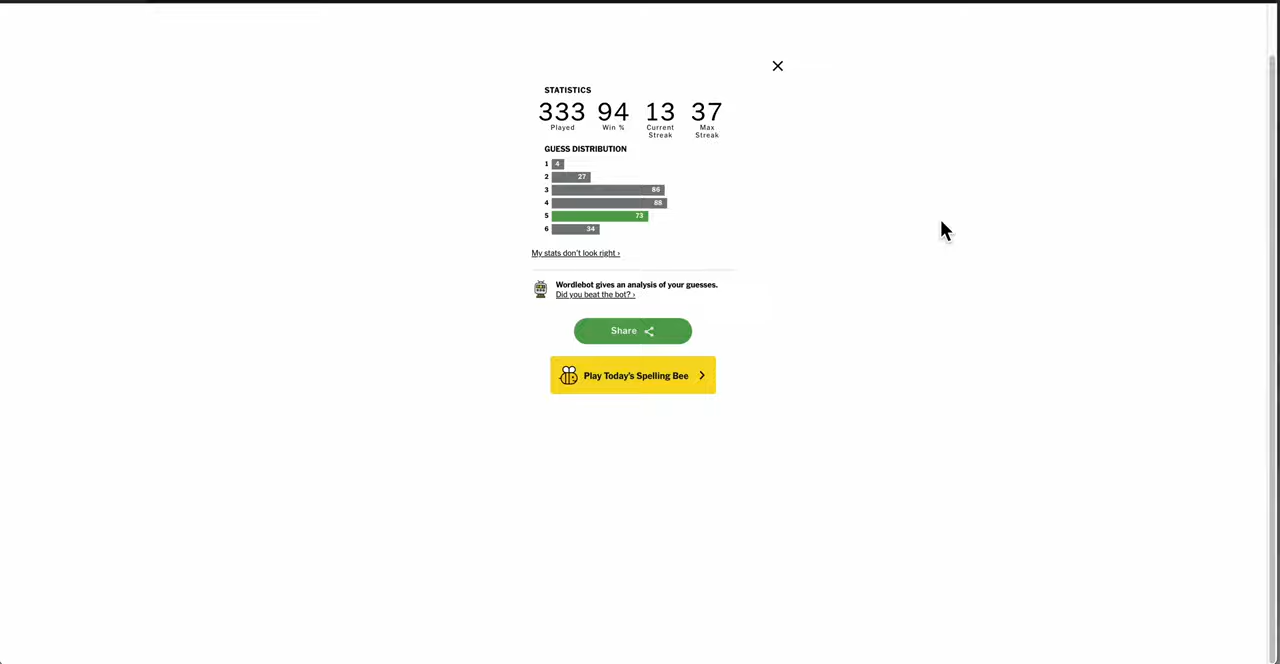 STATISTICS
333 94 13 37
Played Win % Current Streak Max Streak
GUESS DISTRIBUTION
1 4
2 27
3 86
4 88
5 73
6 34
My stats don't look right ›
Wordlebot gives an analysis of your guesses.
Did you beat the bot? ›
Share
Play Today's Spelling Bee